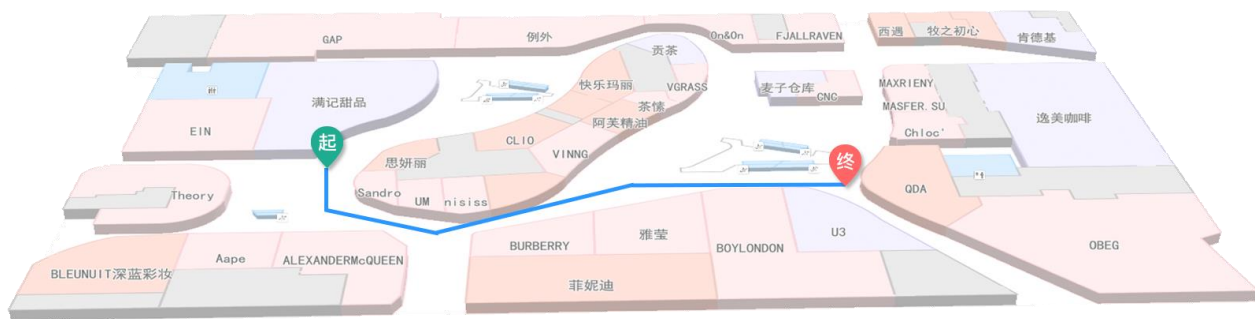 GAP
例外
On&On
FJALLRAVEN
西遇
牧之初心
肯德基
贡茶
快乐玛丽
VGRASS
茶愫
阿芙精油
麦子仓库
CNC
MAXRIENY
MASFER.SU
Chloc'
逸美咖啡
满记甜品
EIN
起
CLIO
VINNG
思妍丽
Sandro
UM
nisiss
终
QDA
Theory
BURBERRY
雅莹
BOYLONDON
U3
OBEG
BLEUNUIT深蓝彩妆
Aape
ALEXANDERMcQUEEN
菲妮迪